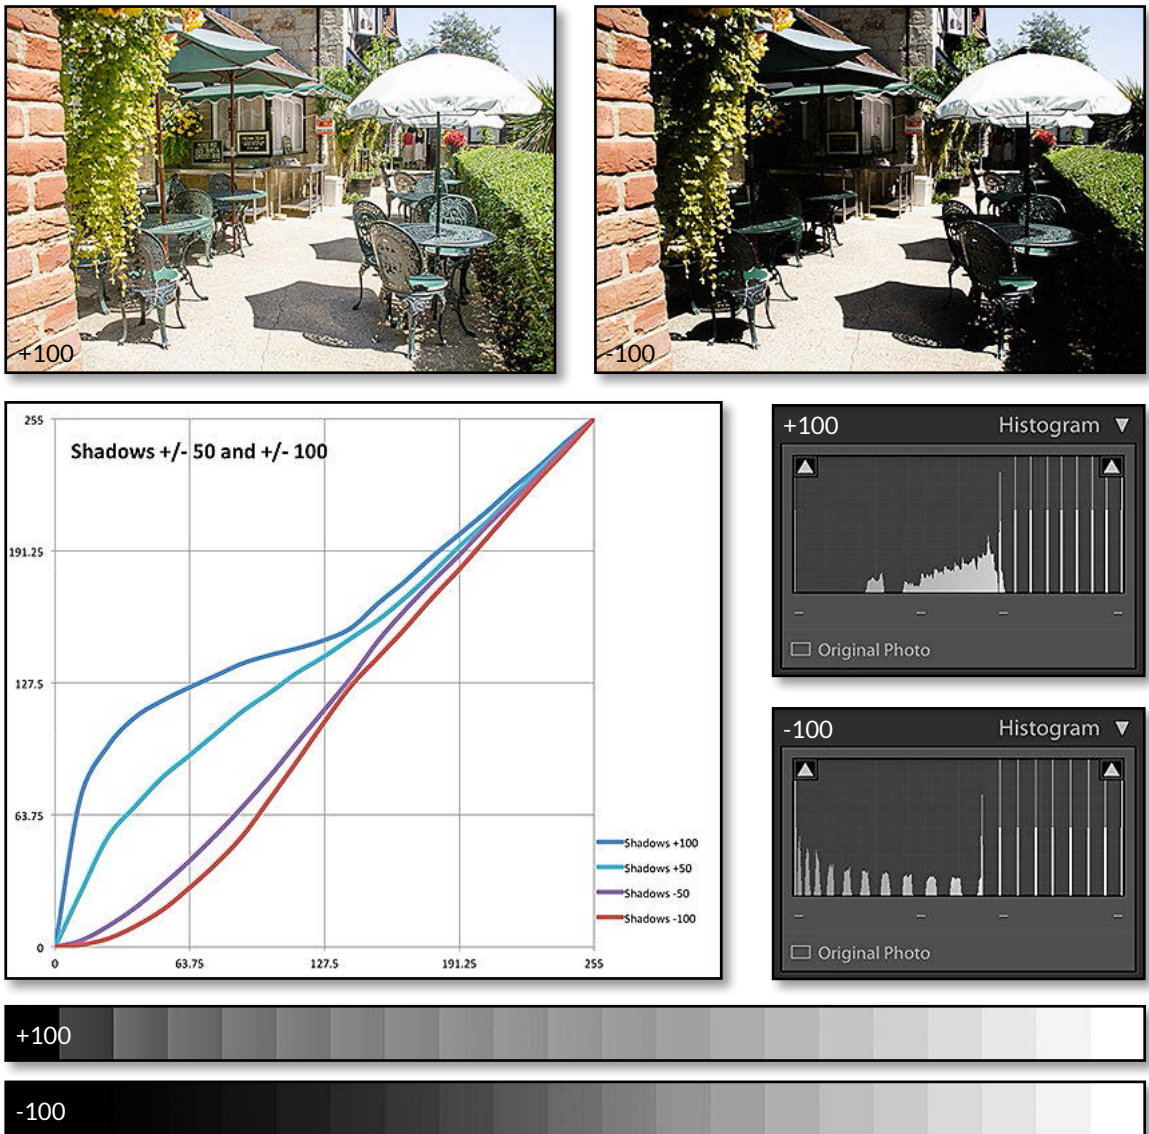 +100
-100
Shadows +/- 50 and +/- 100
255
191.25
127.5
63.75
0
0
63.75
127.5
191.25
255
Shadows +100
Shadows +50
Shadows -50
Shadows -100
+100
Histogram
Original Photo
-100
Histogram
Original Photo
+100
-100